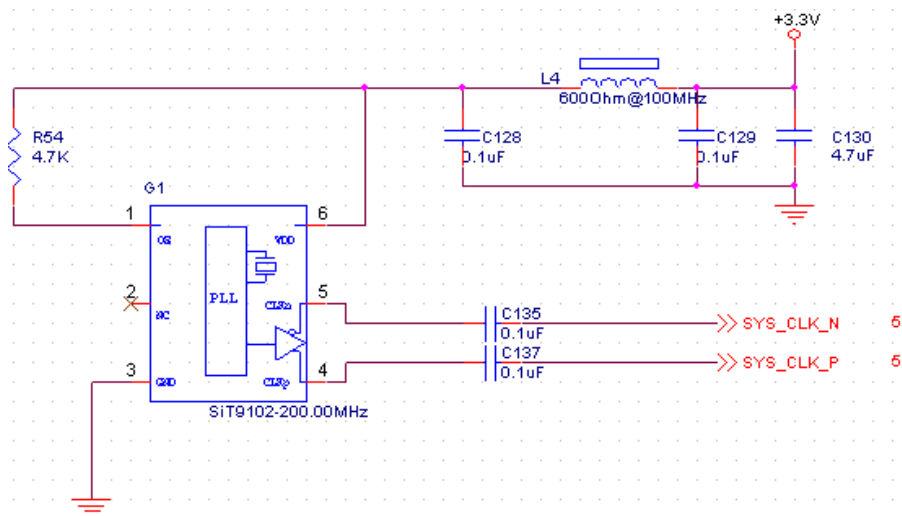 +3.3V
L4
600Ohm@100MHz
R54
4.7K
C128
0.1uF
C129
0.1uF
C130
4.7uF
G1
1
6
OE
VDD
PLL
2
NC
5
CLKn
C135
0.1uF
SYS_CLK_N
5
3
GND
4
CLKp
C137
0.1uF
SYS_CLK_P
5
SiT9102-200.00MHz